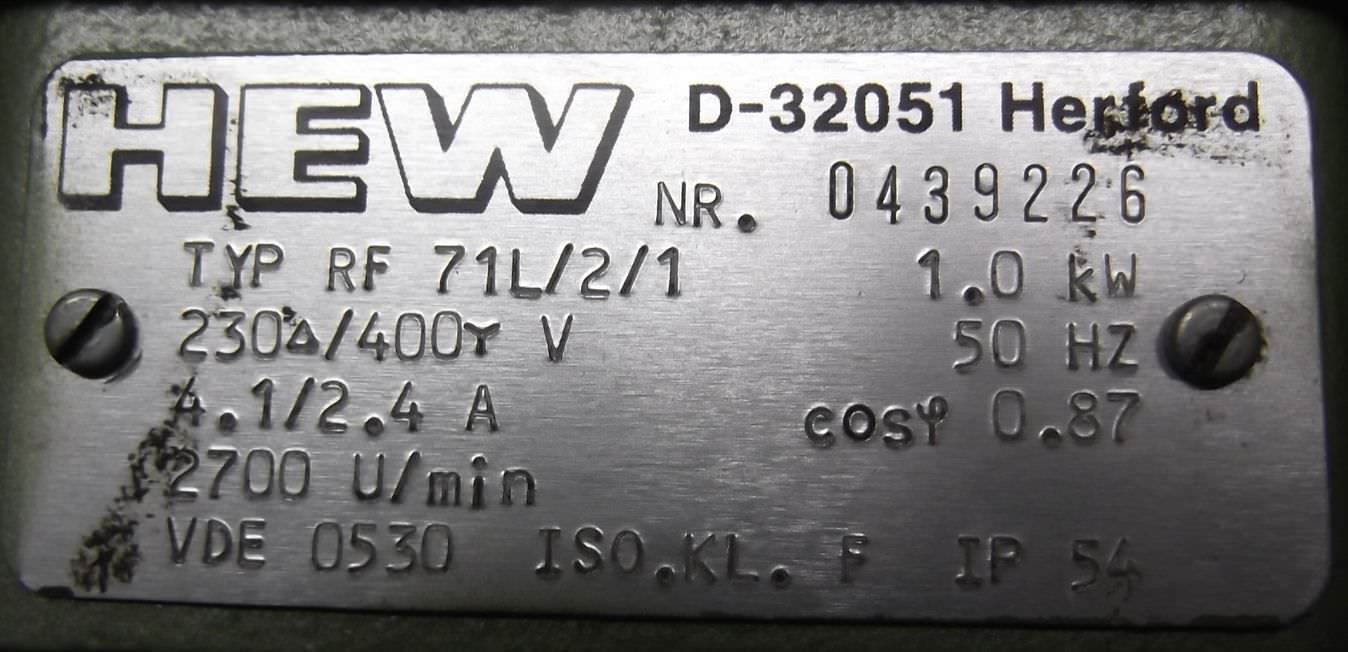 HEW D-32051 Herford
NR. 0439226
TYP RF 71L/2/1 1.0 kW
230△/400Y V 50 HZ
4.1/2.4 A cosφ 0.87
2700 U/min
VDE 0530 ISO.KL. F IP 54